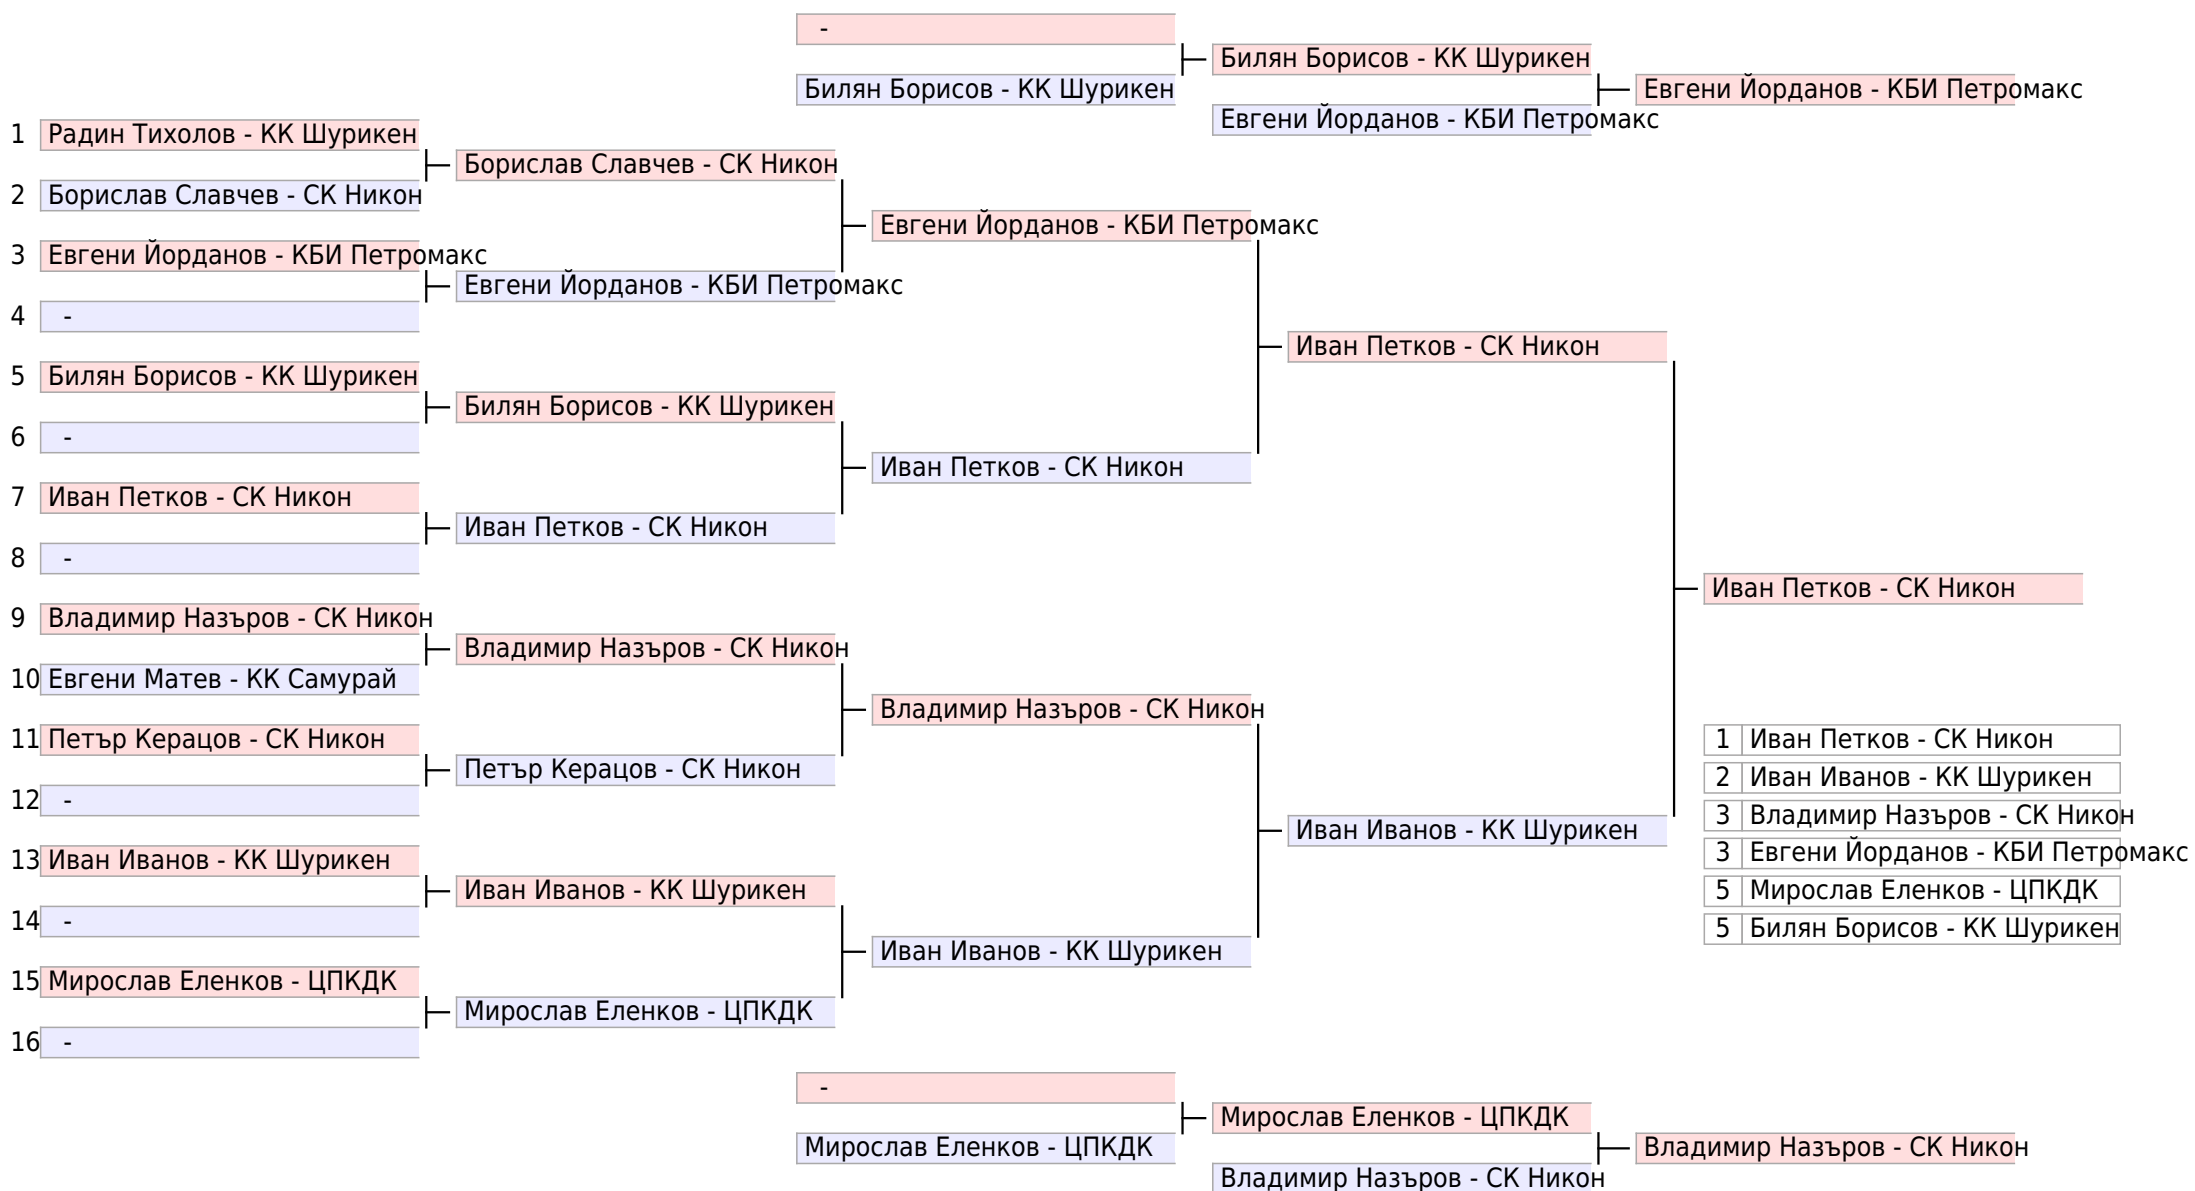 -
Билян Борисов - КК Шурикен
Билян Борисов - КК Шурикен
Евгени Йорданов - КБИ Петромакс
Евгени Йорданов - КБИ Петромакс
1 Радин Тихолов - КК Шурикен
Борислав Славчев - СК Никон
2 Борислав Славчев - СК Никон
Евгени Йорданов - КБИ Петромакс
3 Евгени Йорданов - КБИ Петромакс
Евгени Йорданов - КБИ Петромакс
4 -
Иван Петков - СК Никон
5 Билян Борисов - КК Шурикен
Билян Борисов - КК Шурикен
6 -
Иван Петков - СК Никон
7 Иван Петков - СК Никон
Иван Петков - СК Никон
8 -
Иван Петков - СК Никон
9 Владимир Назъров - СК Никон
Владимир Назъров - СК Никон
10 Евгени Матев - КК Самурай
Владимир Назъров - СК Никон
11 Петър Керацов - СК Никон
Петър Керацов - СК Никон
12 -
Иван Иванов - КК Шурикен
13 Иван Иванов - КК Шурикен
Иван Иванов - КК Шурикен
14 -
Иван Иванов - КК Шурикен
15 Мирослав Еленков - ЦПКДК
Мирослав Еленков - ЦПКДК
16 -
1 Иван Петков - СК Никон
2 Иван Иванов - КК Шурикен
3 Владимир Назъров - СК Никон
3 Евгени Йорданов - КБИ Петромакс
5 Мирослав Еленков - ЦПКДК
5 Билян Борисов - КК Шурикен
-
Мирослав Еленков - ЦПКДК
Мирослав Еленков - ЦПКДК
Владимир Назъров - СК Никон
Владимир Назъров - СК Никон